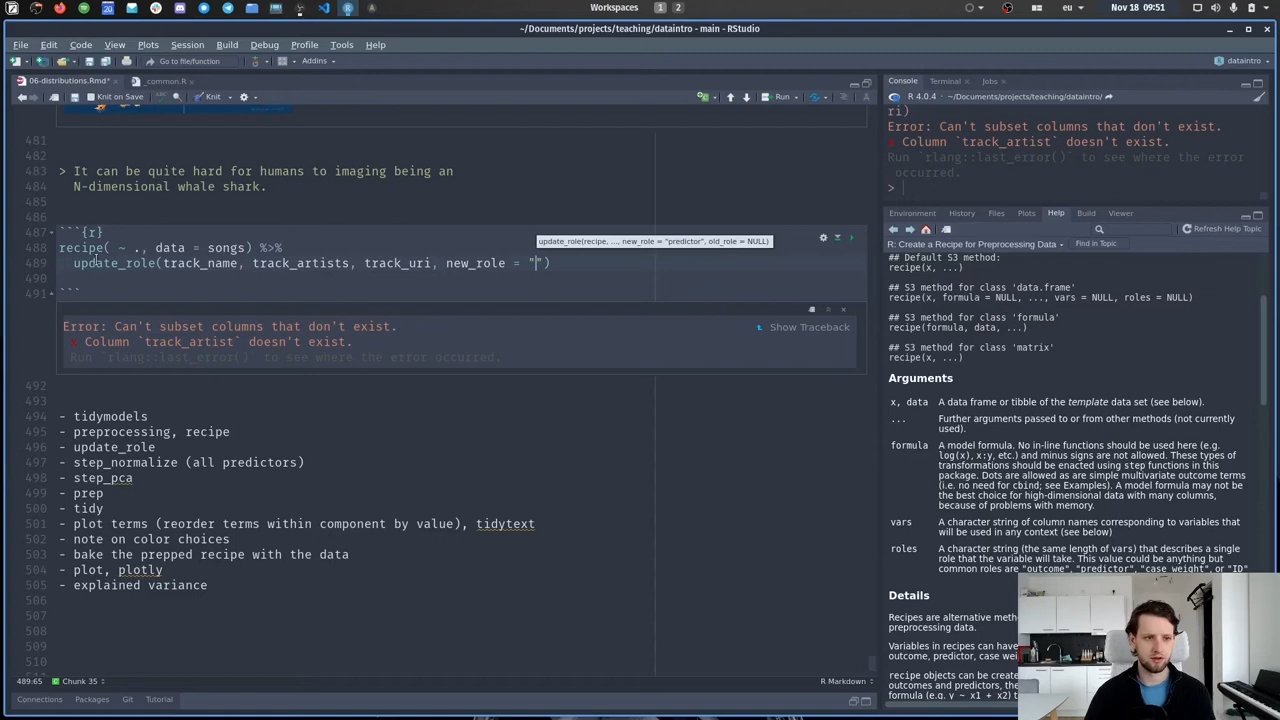 Workspaces 1 2
eu Nov 18 09:51
~/Documents/projects/teaching/dataintro - main - RStudio
File Edit Code View Plots Session Build Debug Profile Tools Help
Go to file/function
Addins
dataintro
06-distributions.Rmd*
_common.R
Knit on Save
Knit
Run
481
482
483 > It can be quite hard for humans to imaging being an
484 N-dimensional whale shark.
485
486
487 ```{r}
488 recipe( ~ ., data = songs) %>%
update_role(recipe, ..., new_role = "predictor", old_role = NULL)
489 update_role(track_name, track_artists, track_uri, new_role = "")
490
491 ```
Error: Can't subset columns that don't exist.
x Column `track_artist` doesn't exist.
Run `rlang::last_error()` to see where the error occurred.
Show Traceback
492
493
494 - tidymodels
495 - preprocessing, recipe
496 - update_role
497 - step_normalize (all predictors)
498 - step_pca
499 - prep
500 - tidy
501 - plot terms (reorder terms within component by value), tidytext
502 - note on color choices
503 - bake the prepped recipe with the data
504 - plot, plotly
505 - explained variance
506
507
508
509
510
489:65 Chunk 35
R Markdown
Connections Packages Git Tutorial
Console Terminal Jobs
R 4.0.4 · ~/Documents/projects/teaching/dataintro/
ri)
Error: Can't subset columns that don't exist.
x Column `track_artist` doesn't exist.
Run `rlang::last_error()` to see where the error
occurred.
>
Environment History Files Plots Help Viewer
R: Create a Recipe for Preprocessing Data
Find in Topic
## Default S3 method:
recipe(x, ...)
## S3 method for class 'data.frame'
recipe(x, formula = NULL, ..., vars = NULL, roles = NULL)
## S3 method for class 'formula'
recipe(formula, data, ...)
## S3 method for class 'matrix'
recipe(x, ...)
Arguments
x, data A data frame or tibble of the template data set (see below).
... Further arguments passed to or from other methods (not currently
used).
formula A model formula. No in-line functions should be used here (e.g.
log(x), x:y, etc.) and minus signs are not allowed. These types of
transformations should be enacted using step functions in this
package. Dots are allowed as are simple multivariate outcome terms
(i.e. no need for cbind; see Examples). A model formula may not be
the best choice for high-dimensional data with many columns,
because of problems with memory.
vars A character string of column names corresponding to variables that
will be used in any context (see below)
roles A character string (the same length of vars) that describes a single
role that the variable will take. This value could be anything but
common roles are "outcome", "predictor", "case_weight", or "ID"
Details
Recipes are alternative meth
preprocessing data.
Variables in recipes can have
outcome, predictor, case wei
recipe objects can be create
outcomes and predictors, the
formula (e.g. y ~ x1 + x2) t